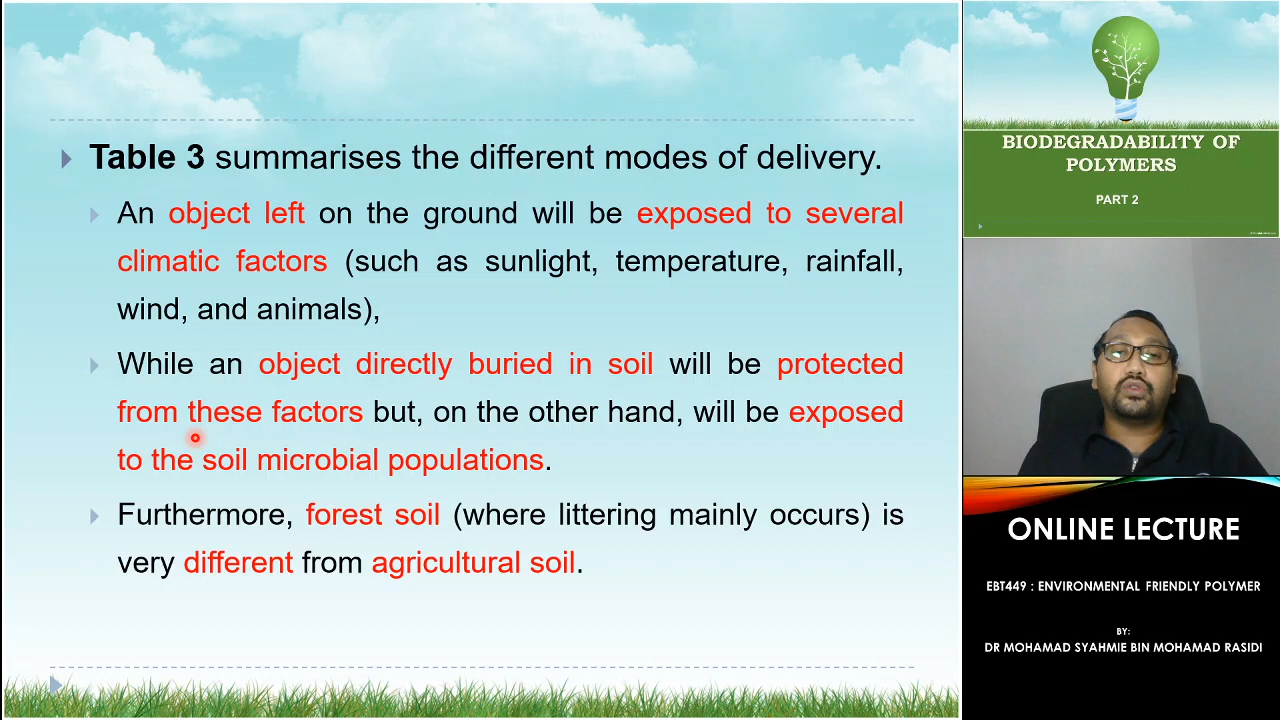 Table 3 summarises the different modes of delivery.
An object left on the ground will be exposed to several
climatic factors (such as sunlight, temperature, rainfall,
wind, and animals),
While an object directly buried in soil will be protected
from these factors but, on the other hand, will be exposed
to the soil microbial populations.
Furthermore, forest soil (where littering mainly occurs) is
very different from agricultural soil.
BIODEGRADABILITY OF
POLYMERS
PART 2
ONLINE LECTURE
EBT449 : ENVIRONMENTAL FRIENDLY POLYMER
BY:
DR MOHAMAD SYAHMIE BIN MOHAMAD RASIDI